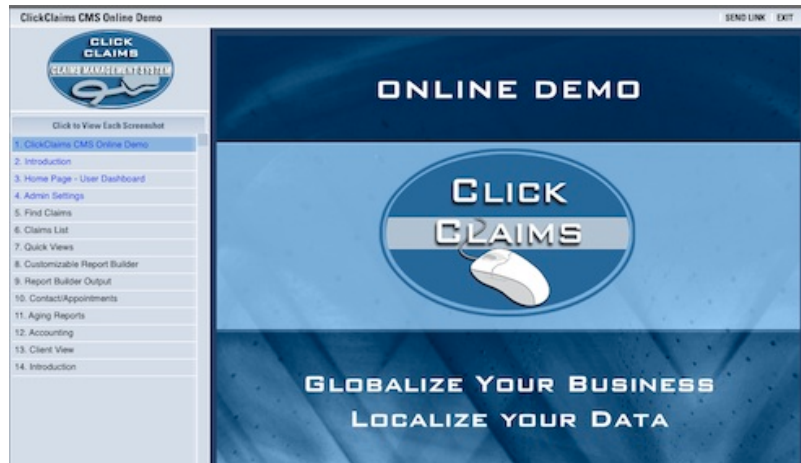 ClickClaims CMS Online Demo
SEND LINK EXIT
CLICK
CLAIMS
CLAIMS MANAGEMENT SYSTEM
Click to View Each Screenshot
1. ClickClaims CMS Online Demo
2. Introduction
3. Home Page - User Dashboard
4. Admin Settings
5. Find Claims
6. Claims List
7. Quick Views
8. Customizable Report Builder
9. Report Builder Output
10. Contact/Appointments
11. Aging Reports
12. Accounting
13. Client View
14. Introduction
ONLINE DEMO
CLICK
CLAIMS
GLOBALIZE YOUR BUSINESS
LOCALIZE YOUR DATA